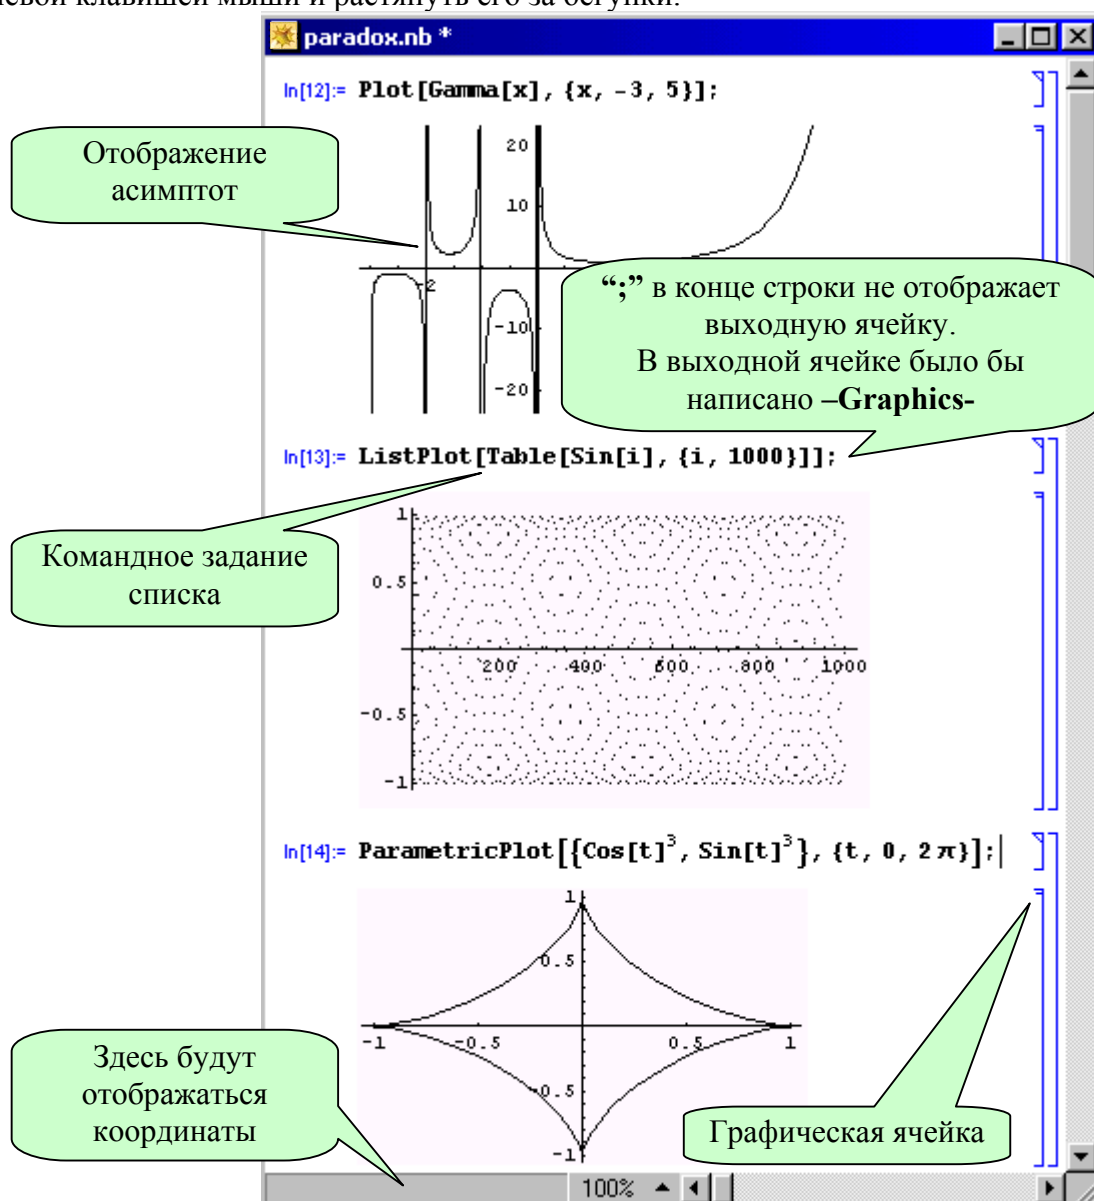 левой клавишей мыши и растянуть его за бегунки.
paradox.nb *
In[12]:= Plot[Gamma[x], {x, -3, 5}];
Отображение
асимптот
20
10
-2
-10
-20
“;” в конце строки не отображает
выходную ячейку.
В выходной ячейке было бы
написано –Graphics-
In[13]:= ListPlot[Table[Sin[i], {i, 1000}]];
Командное задание
списка
1
0.5
200 400 600 800 1000
-0.5
-1
In[14]:= ParametricPlot[{Cos[t]³, Sin[t]³}, {t, 0, 2 π}];
1
0.5
-1 -0.5 0.5 1
-0.5
-1
Здесь будут
отображаться
координаты
Графическая ячейка
100%